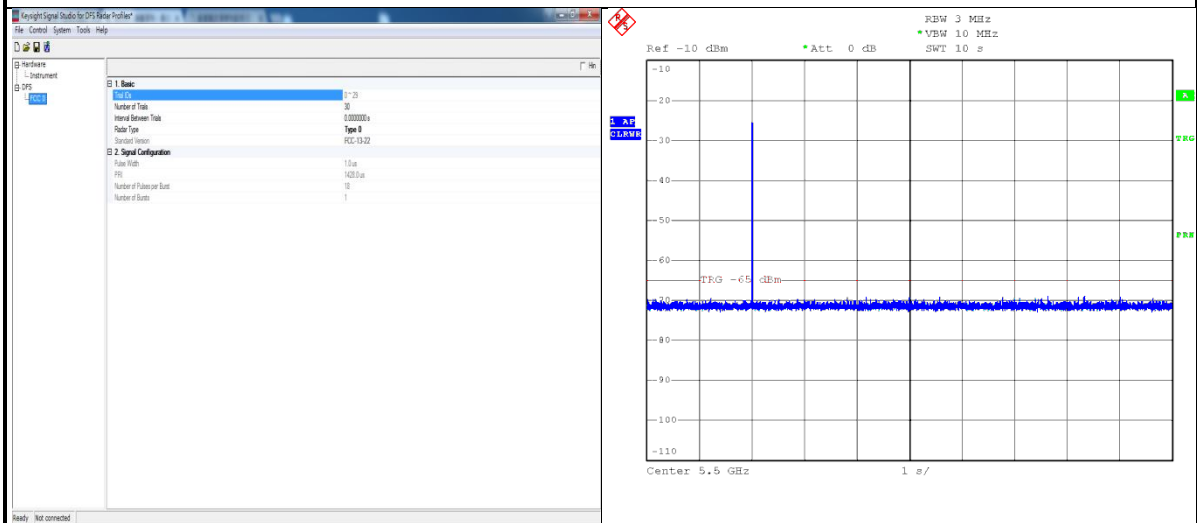 Keysight Signal Studio for DFS Radar Profiles*
File Control System Tools Help
Hardware
Instrument
DFS
1. Basic
Trial IDs 0 ~ 29
Number of Trials 30
Interval Between Trials 0.0000000 s
Radar Type Type 0
Standard Version FCC-13-22
2. Signal Configuration
Pulse Width 1.0 us
PRI 1428.0 us
Number of Pulses per Burst 18
Number of Bursts 1
Ready Not connected
R S
RBW 3 MHz
* VBW 10 MHz
Ref -10 dBm * Att 0 dB SWT 10 s
-10
-20
A
1 AP
CLRWR
-30
TRG
-40
-50
PRN
-60
TRG -65 dBm
-70
-80
-90
-100
-110
Center 5.5 GHz 1 s/